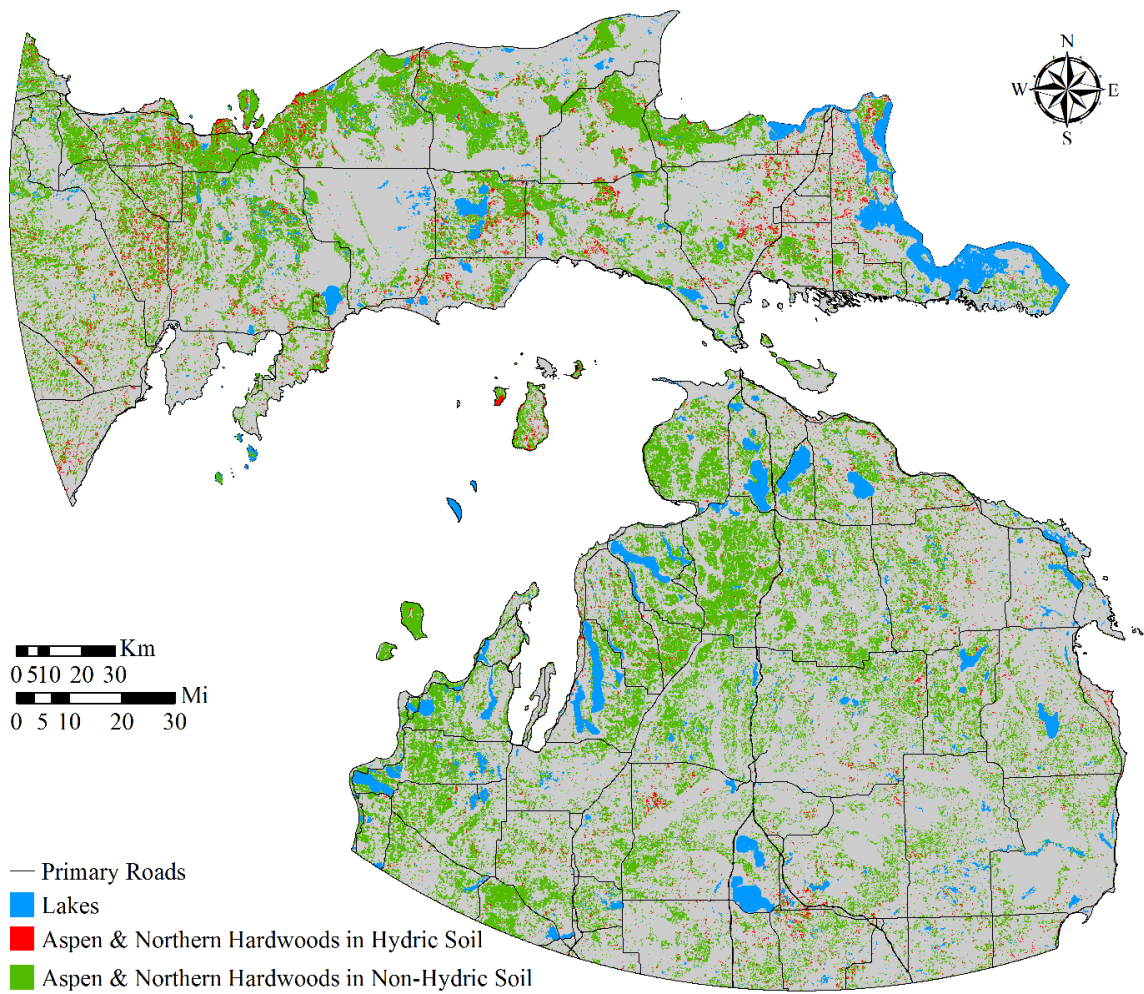 N
W E
S
Km
0 5 10 20 30
Mi
0 5 10 20 30
Primary Roads
Lakes
Aspen & Northern Hardwoods in Hydric Soil
Aspen & Northern Hardwoods in Non-Hydric Soil